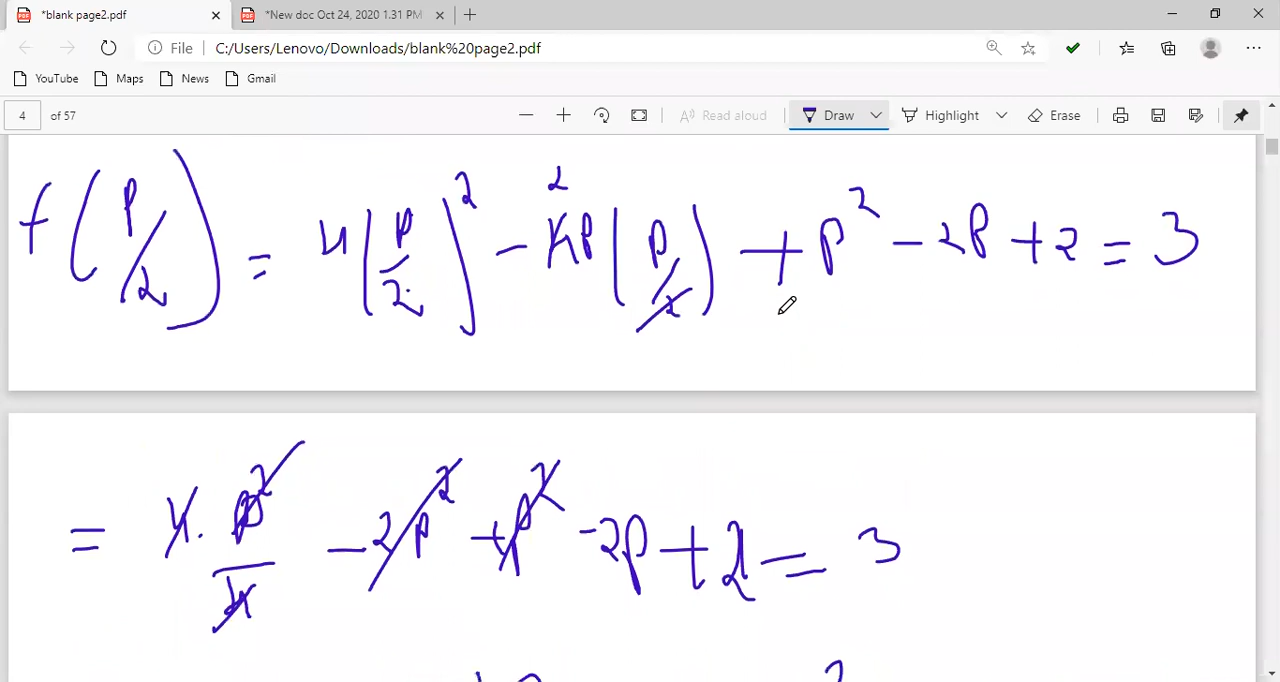 *blank page2.pdf
*New doc Oct 24, 2020 1.31 PM
File C:/Users/Lenovo/Downloads/blank%20page2.pdf
YouTube Maps News Gmail
4 of 57 Read aloud Draw Highlight Erase
f(P/2) = 4(P/2)² - 4P(P/2) + P² - 2P + 2 = 3
2
= 4. P²/4 - 2P² + P² - 2P + 2 = 3